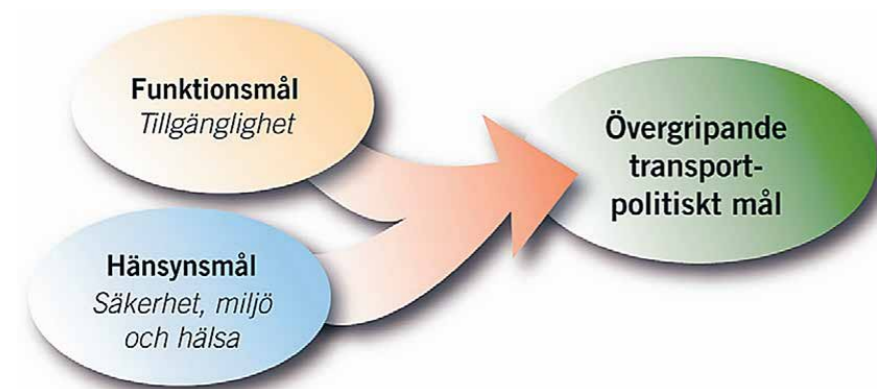 Funktionsmål
Tillgänglighet
Hänsynsmål
Säkerhet, miljö
och hälsa
Övergripande
transport-
politiskt mål